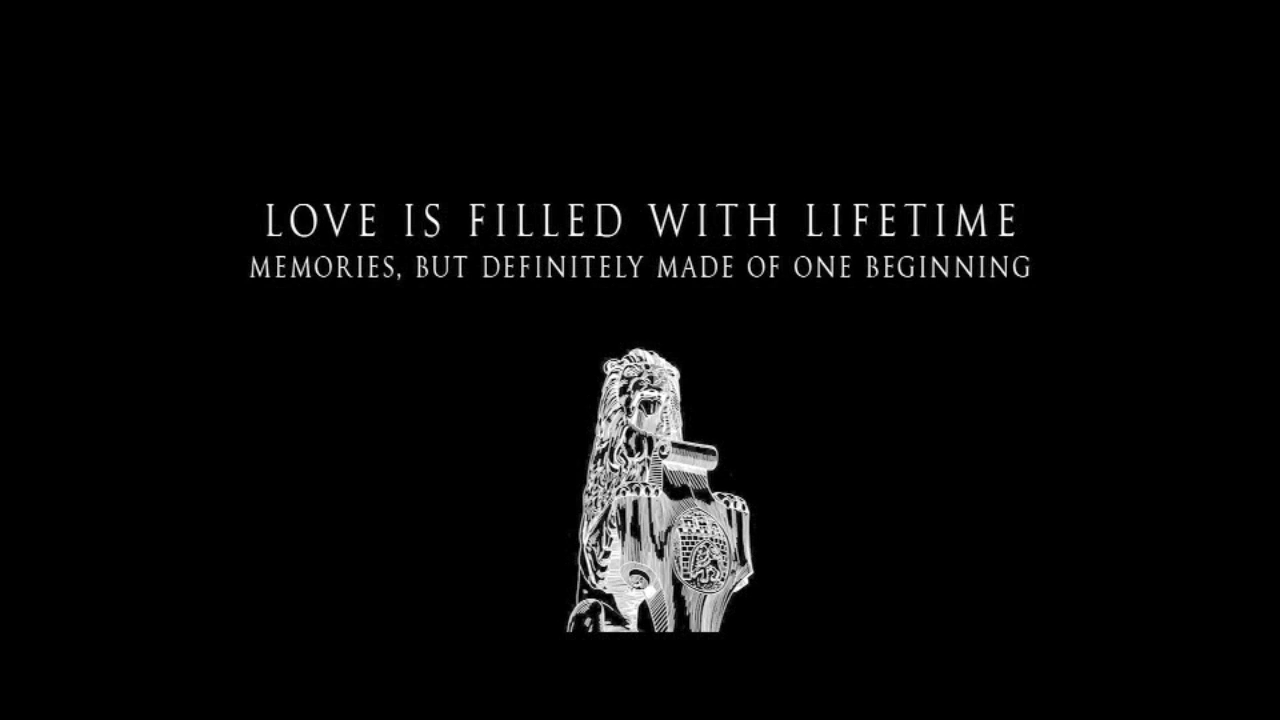 LOVE IS FILLED WITH LIFETIME
MEMORIES, BUT DEFINITELY MADE OF ONE BEGINNING